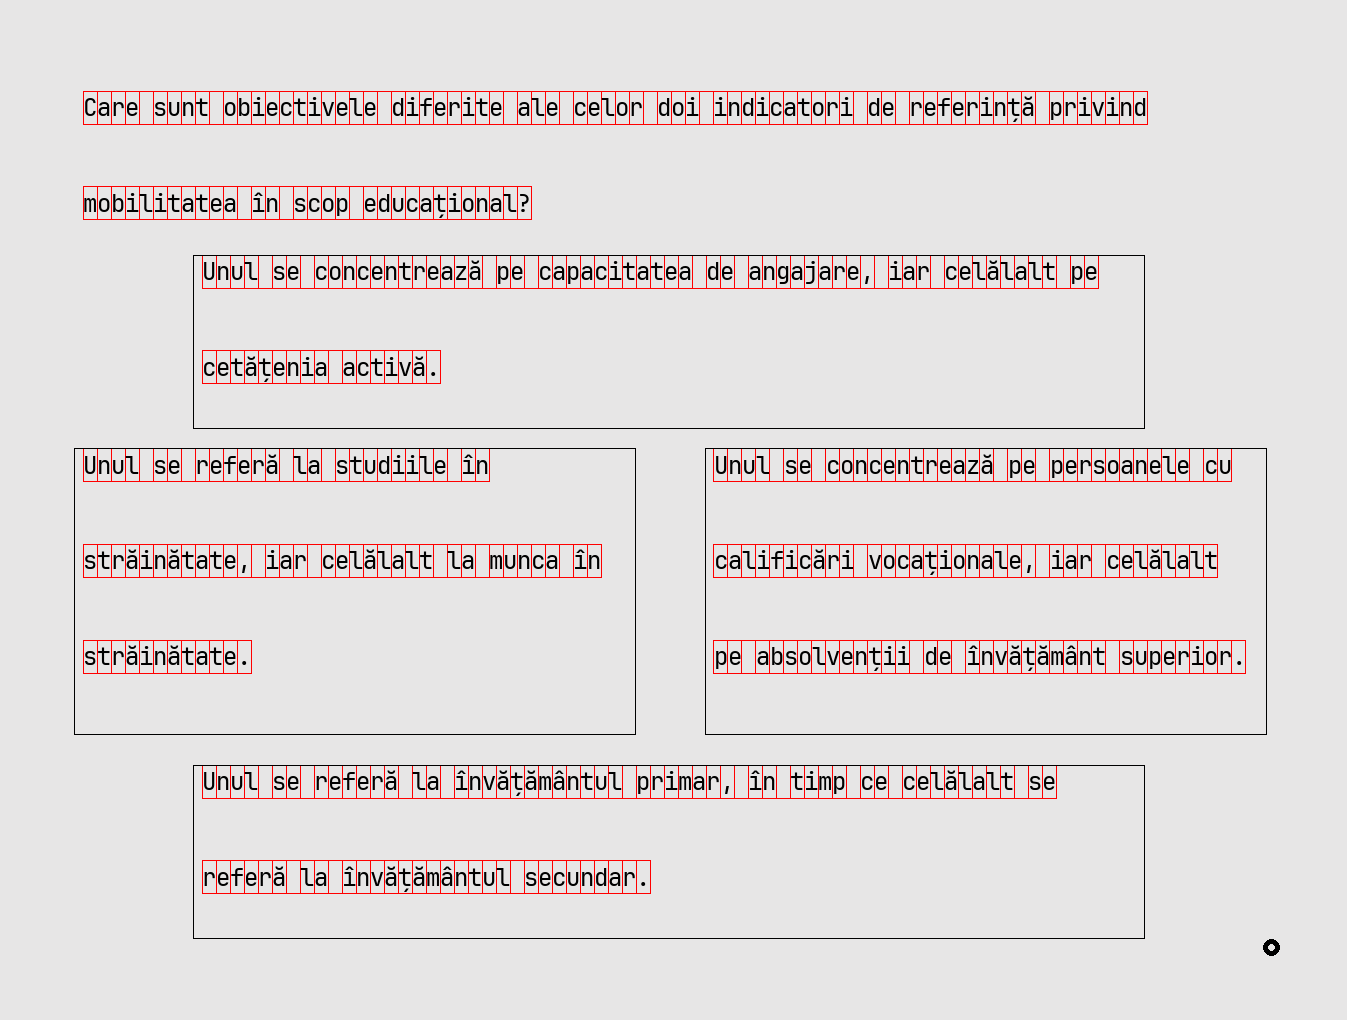 Care sunt obiectivele diferite ale celor doi indicatori de referință privind
mobilitatea în scop educațional?
Unul se concentrează pe capacitatea de angajare, iar celălalt pe
cetățenia activă.
Unul se referă la studiile în
străinătate, iar celălalt la munca în
străinătate.
Unul se concentrează pe persoanele cu
calificări vocaționale, iar celălalt
pe absolvenții de învățământ superior.
Unul se referă la învățământul primar, în timp ce celălalt se
referă la învățământul secundar.